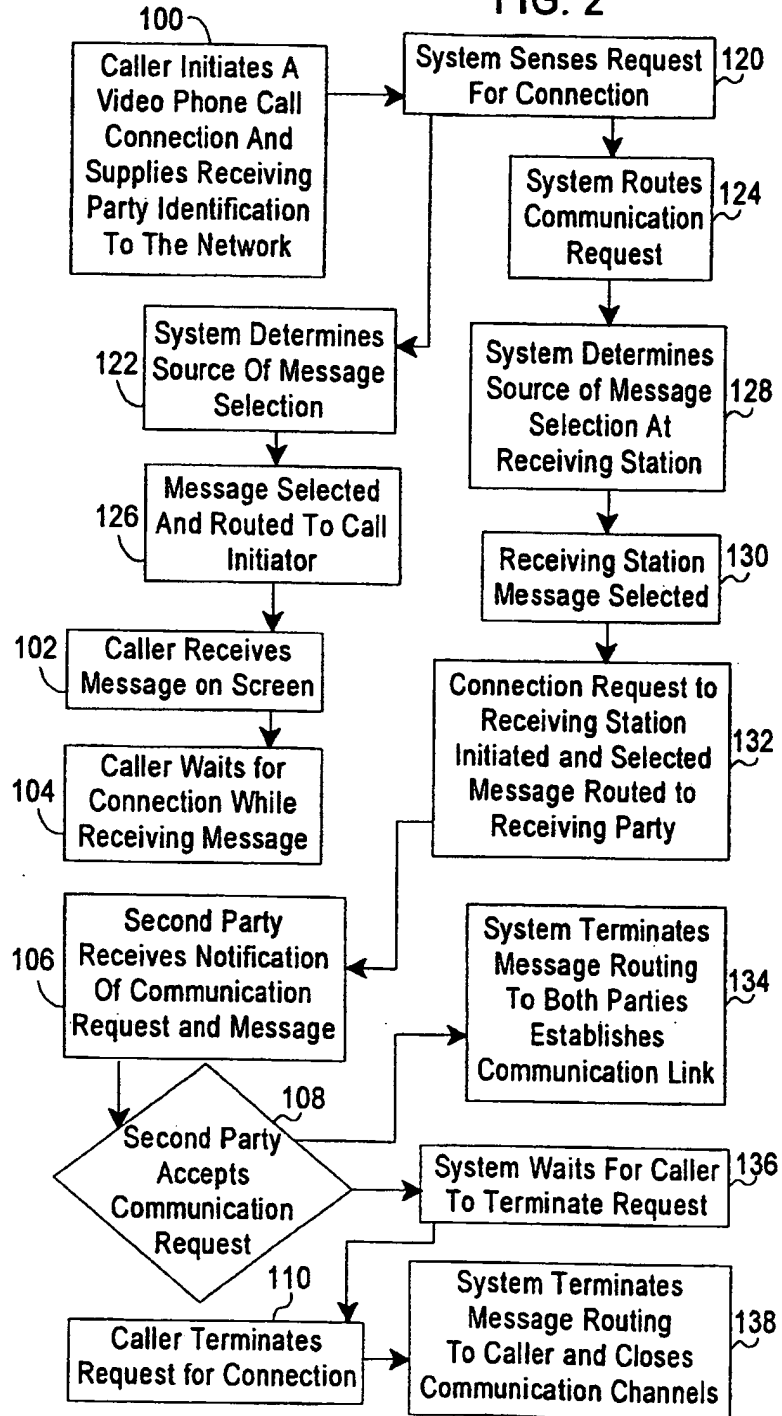 FIG. 2
100
Caller Initiates A
Video Phone Call
Connection And
Supplies Receiving
Party Identification
To The Network
System Senses Request
For Connection
120
System Routes
Communication
Request
124
System Determines
Source Of Message
Selection
122
System Determines
Source of Message
Selection At
Receiving Station
128
Message Selected
And Routed To Call
Initiator
126
Receiving Station
Message Selected
130
102
Caller Receives
Message on Screen
Connection Request to
Receiving Station
Initiated and Selected
Message Routed to
Receiving Party
132
104
Caller Waits for
Connection While
Receiving Message
106
Second Party
Receives Notification
Of Communication
Request and Message
System Terminates
Message Routing
To Both Parties
Establishes
Communication Link
134
108
Second Party
Accepts
Communication
Request
System Waits For Caller
To Terminate Request
136
110
Caller Terminates
Request for Connection
System Terminates
Message Routing
To Caller and Closes
Communication Channels
138